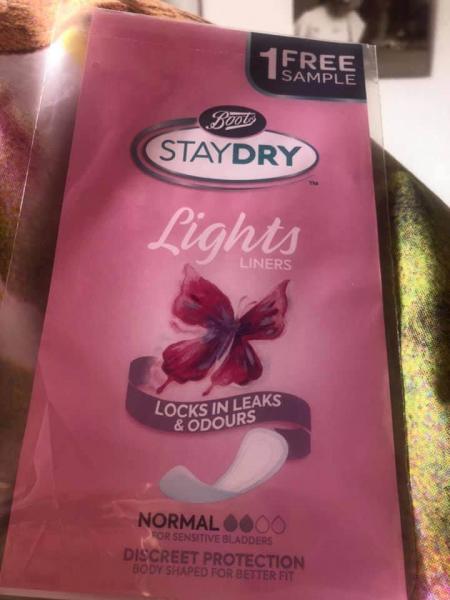 1 FREE
SAMPLE
Boots
STAYDRY
™
Lights
LINERS
LOCKS IN LEAKS
& ODOURS
NORMAL
FOR SENSITIVE BLADDERS
DISCREET PROTECTION
BODY SHAPED FOR BETTER FIT